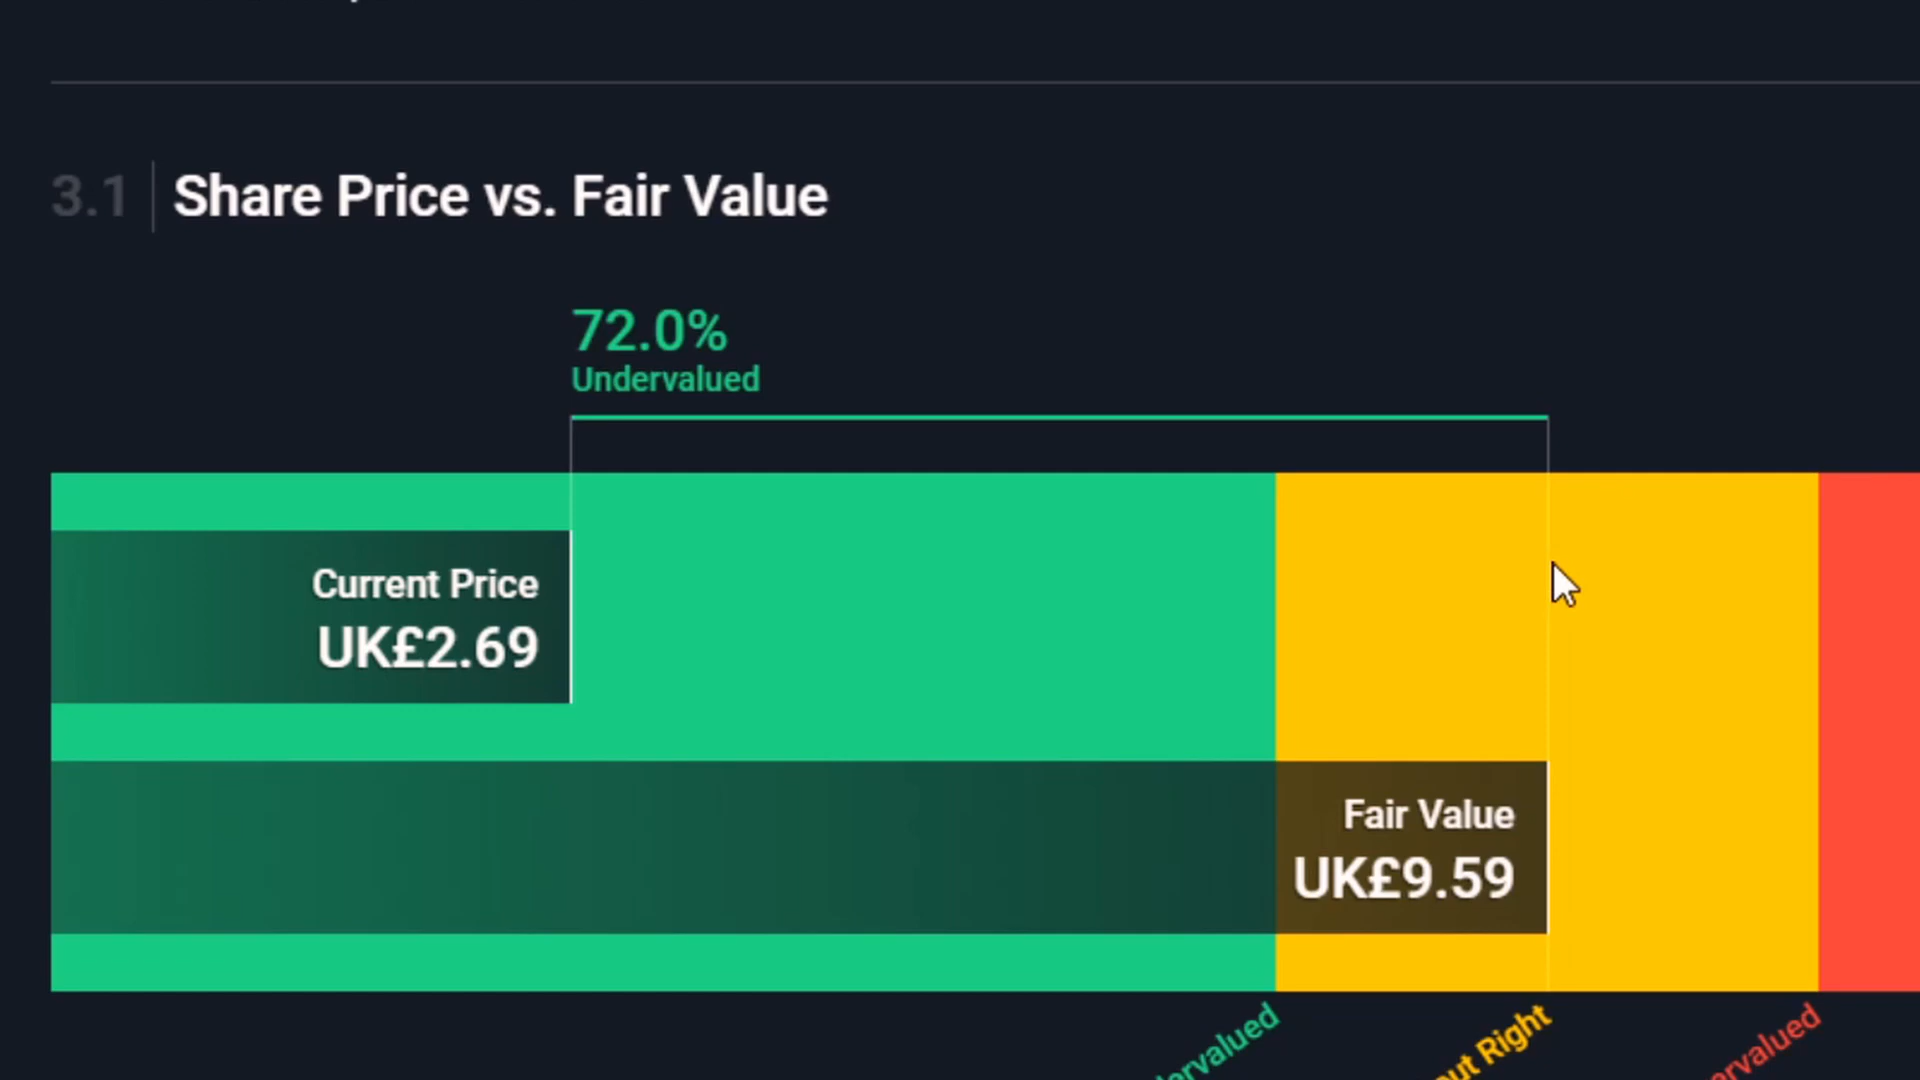 3.1 Share Price vs. Fair Value
72.0%
Undervalued
Current Price
UK£2.69
Fair Value
UK£9.59
Right